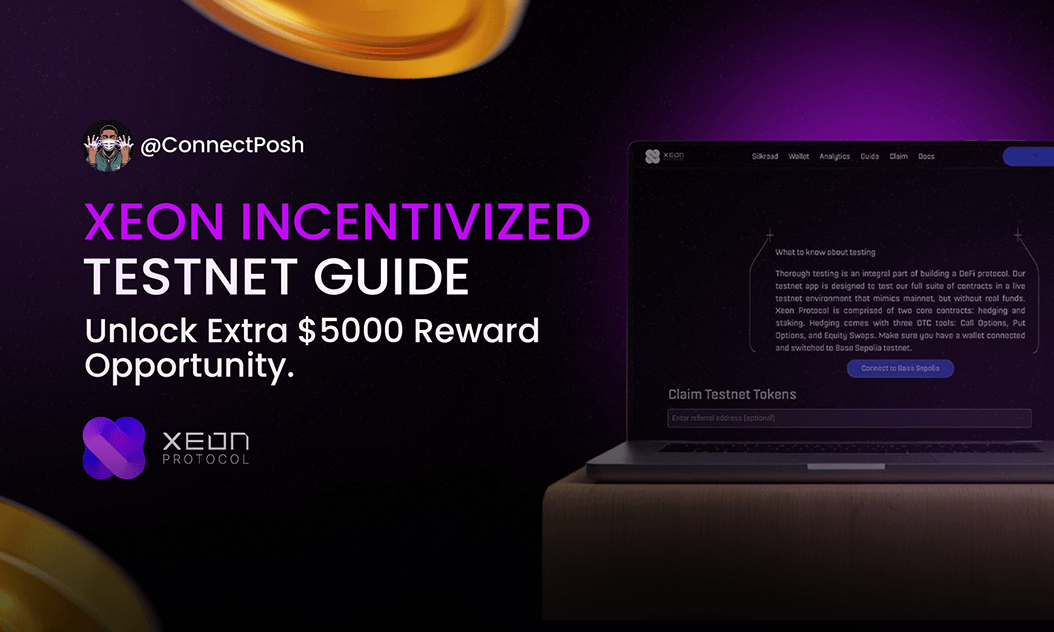 @ConnectPosh
XEON INCENTIVIZED
TESTNET GUIDE
Unlock Extra $5000 Reward
Opportunity.
XEON
PROTOCOL
XEON
PROTOCOL
Silkroad Wallet Analytics Guide Claim Docs
What to know about testing
Thorough testing is an integral part of building a DeFi protocol. Our
testnet app is designed to test our full suite of contracts in a live
testnet environment that mimics mainnet, but without real funds.
Xeon Protocol is comprised of two core contracts: hedging and
staking. Hedging comes with three OTC tools: Call Options, Put
Options, and Equity Swaps. Make sure you have a wallet connected
and switched to Base Sepolia testnet.
Connect to Base Sepolia
Claim Testnet Tokens
Enter referral address (optional)